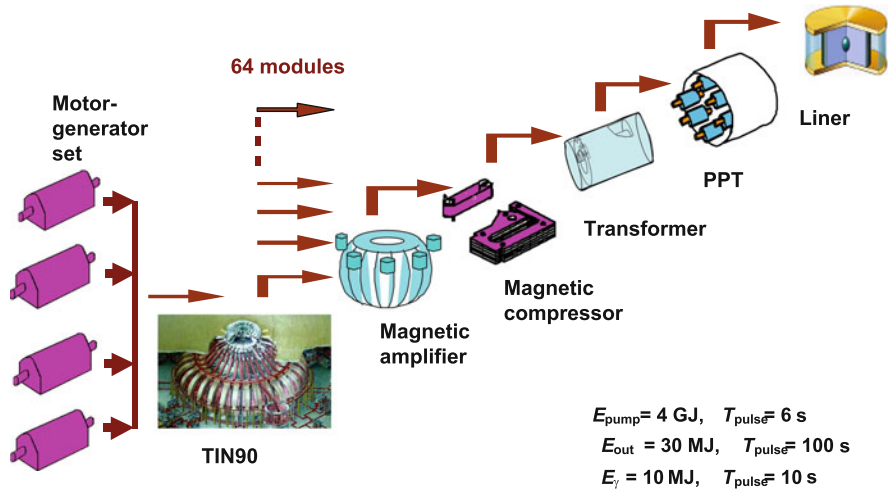 64 modules
Motor-
generator
set
Liner
PPT
Transformer
Magnetic
compressor
Magnetic
amplifier
TIN90
Epump= 4 GJ, Tpulse= 6 s
Eout = 30 MJ, Tpulse= 100 s
Eγ = 10 MJ, Tpulse= 10 s